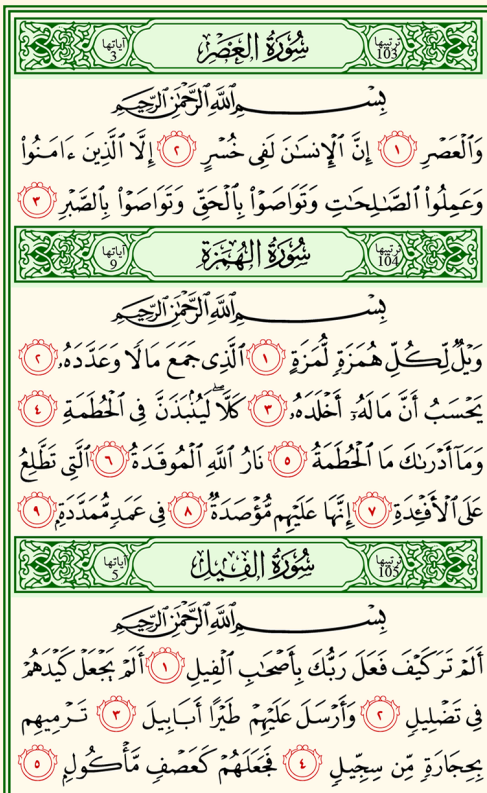 ترتيبها 103 سُورَةُ العَصْرِ آياتها 3
بِسْمِ ٱللَّهِ ٱلرَّحْمَٰنِ ٱلرَّحِيمِ
وَٱلْعَصْرِ ١ إِنَّ ٱلْإِنسَٰنَ لَفِى خُسْرٍ ٢ إِلَّا ٱلَّذِينَ ءَامَنُوا۟
وَعَمِلُوا۟ ٱلصَّٰلِحَٰتِ وَتَوَاصَوْا۟ بِٱلْحَقِّ وَتَوَاصَوْا۟ بِٱلصَّبْرِ ٣
ترتيبها 104 سُورَةُ الهُمَزَةِ آياتها 9
بِسْمِ ٱللَّهِ ٱلرَّحْمَٰنِ ٱلرَّحِيمِ
وَيْلٌ لِّكُلِّ هُمَزَةٍ لُّمَزَةٍ ١ ٱلَّذِى جَمَعَ مَالًا وَعَدَّدَهُۥ ٢
يَحْسَبُ أَنَّ مَالَهُۥٓ أَخْلَدَهُۥ ٣ كَلَّا ۖ لَيُنۢبَذَنَّ فِى ٱلْحُطَمَةِ ٤
وَمَآ أَدْرَىٰكَ مَا ٱلْحُطَمَةُ ٥ نَارُ ٱللَّهِ ٱلْمُوقَدَةُ ٦ ٱلَّتِى تَطَّلِعُ
عَلَى ٱلْأَفْـِٔدَةِ ٧ إِنَّهَا عَلَيْهِم مُّؤْصَدَةٌ ٨ فِى عَمَدٍ مُّمَدَّدَةٍۭ ٩
ترتيبها 105 سُورَةُ الفِيلِ آياتها 5
بِسْمِ ٱللَّهِ ٱلرَّحْمَٰنِ ٱلرَّحِيمِ
أَلَمْ تَرَ كَيْفَ فَعَلَ رَبُّكَ بِأَصْحَٰبِ ٱلْفِيلِ ١ أَلَمْ يَجْعَلْ كَيْدَهُمْ
فِى تَضْلِيلٍ ٢ وَأَرْسَلَ عَلَيْهِمْ طَيْرًا أَبَابِيلَ ٣ تَرْمِيهِم
بِحِجَارَةٍ مِّن سِجِّيلٍ ٤ فَجَعَلَهُمْ كَعَصْفٍ مَّأْكُولٍۭ ٥